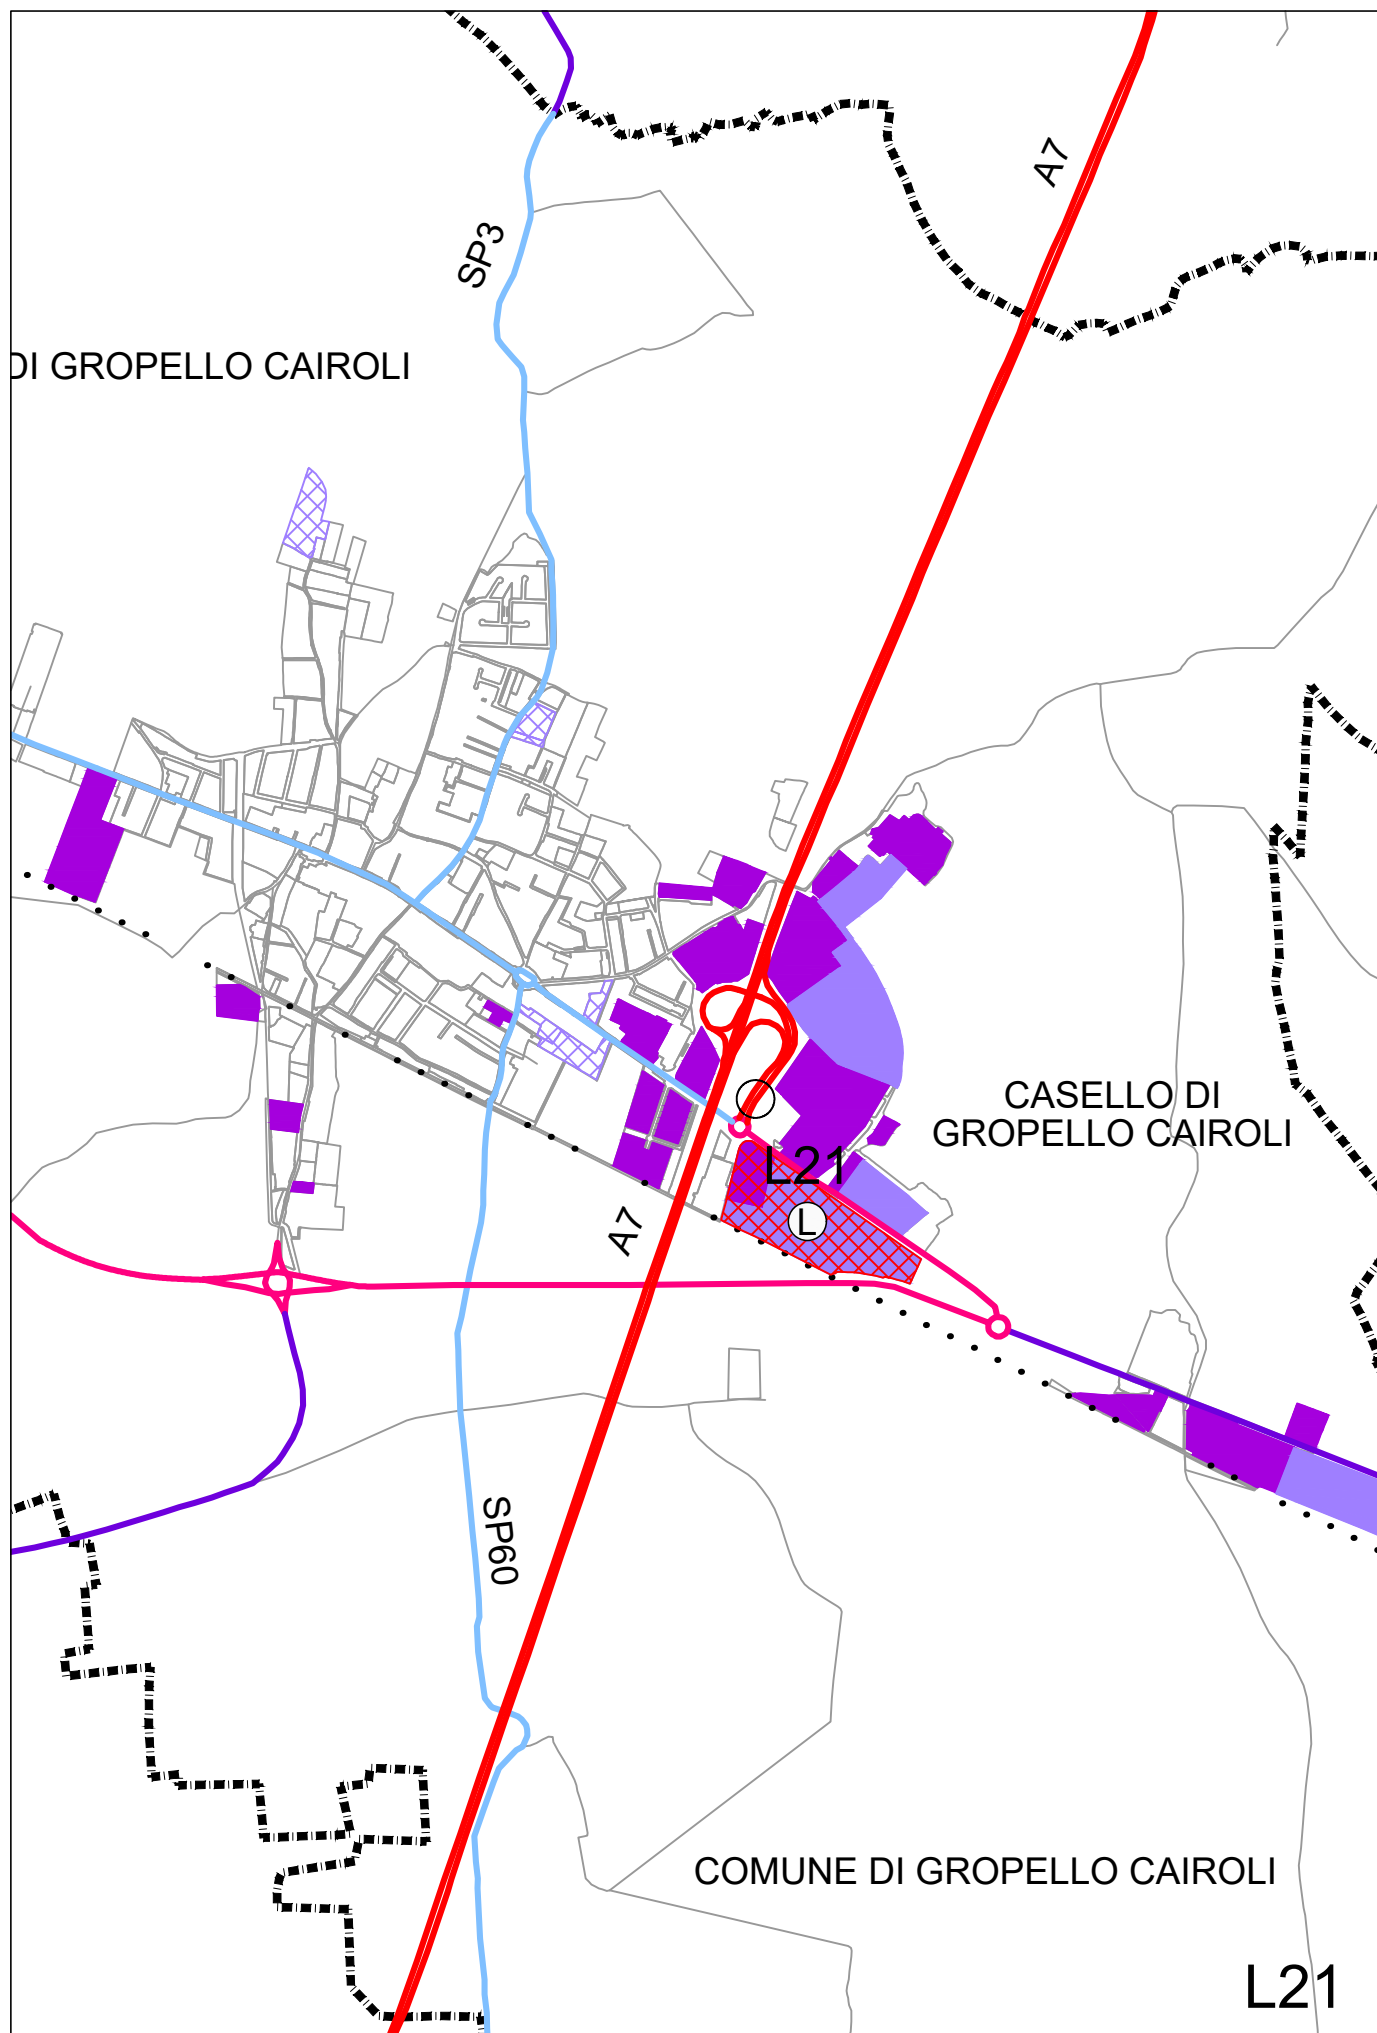 A7
SP3
DI GROPELLO CAIROLI
CASELLO DI
GROPELLO CAIROLI
L21
L
A7
SP60
COMUNE DI GROPELLO CAIROLI
L21